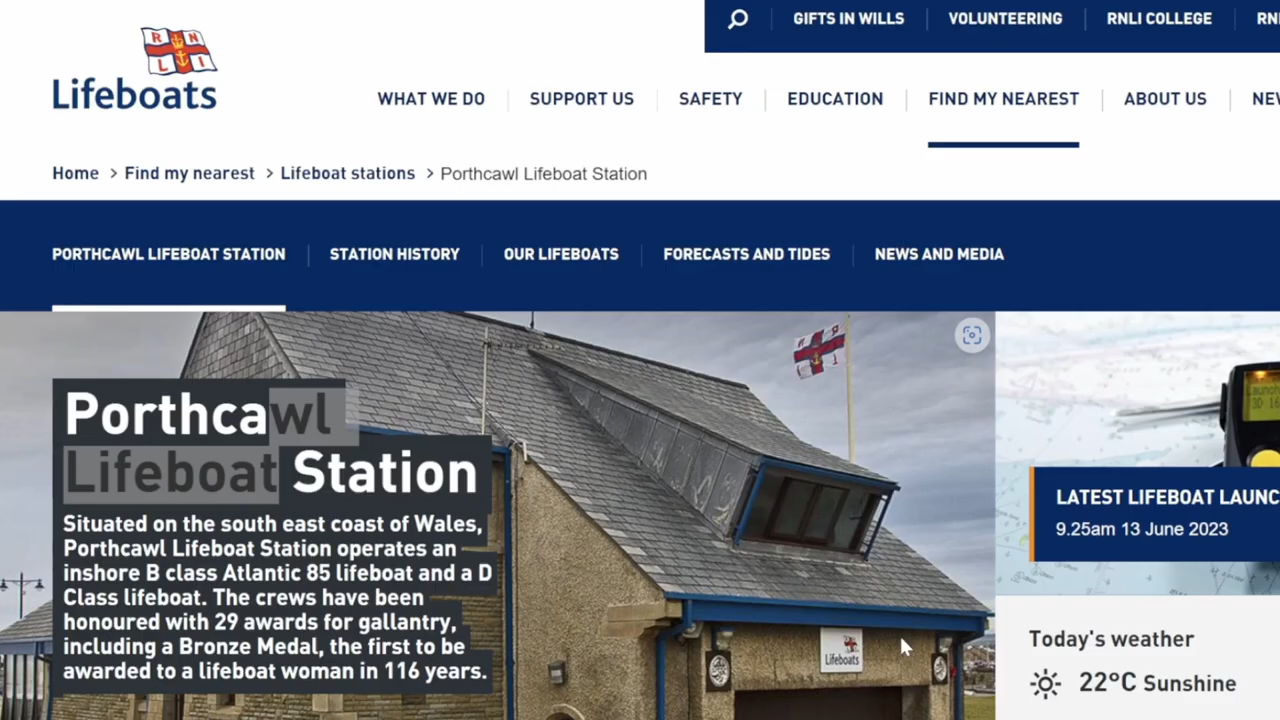 GIFTS IN WILLS
VOLUNTEERING
RNLI COLLEGE
R N
L I
Lifeboats
WHAT WE DO
SUPPORT US
SAFETY
EDUCATION
FIND MY NEAREST
ABOUT US
Home > Find my nearest > Lifeboat stations > Porthcawl Lifeboat Station
PORTHCAWL LIFEBOAT STATION
STATION HISTORY
OUR LIFEBOATS
FORECASTS AND TIDES
NEWS AND MEDIA
Porthcawl
Lifeboat Station
Situated on the south east coast of Wales,
Porthcawl Lifeboat Station operates an
inshore B class Atlantic 85 lifeboat and a D
Class lifeboat. The crews have been
honoured with 29 awards for gallantry,
including a Bronze Medal, the first to be
awarded to a lifeboat woman in 116 years.
Lifeboats
LATEST LIFEBOAT LAUNC
9.25am 13 June 2023
Today's weather
22°C Sunshine